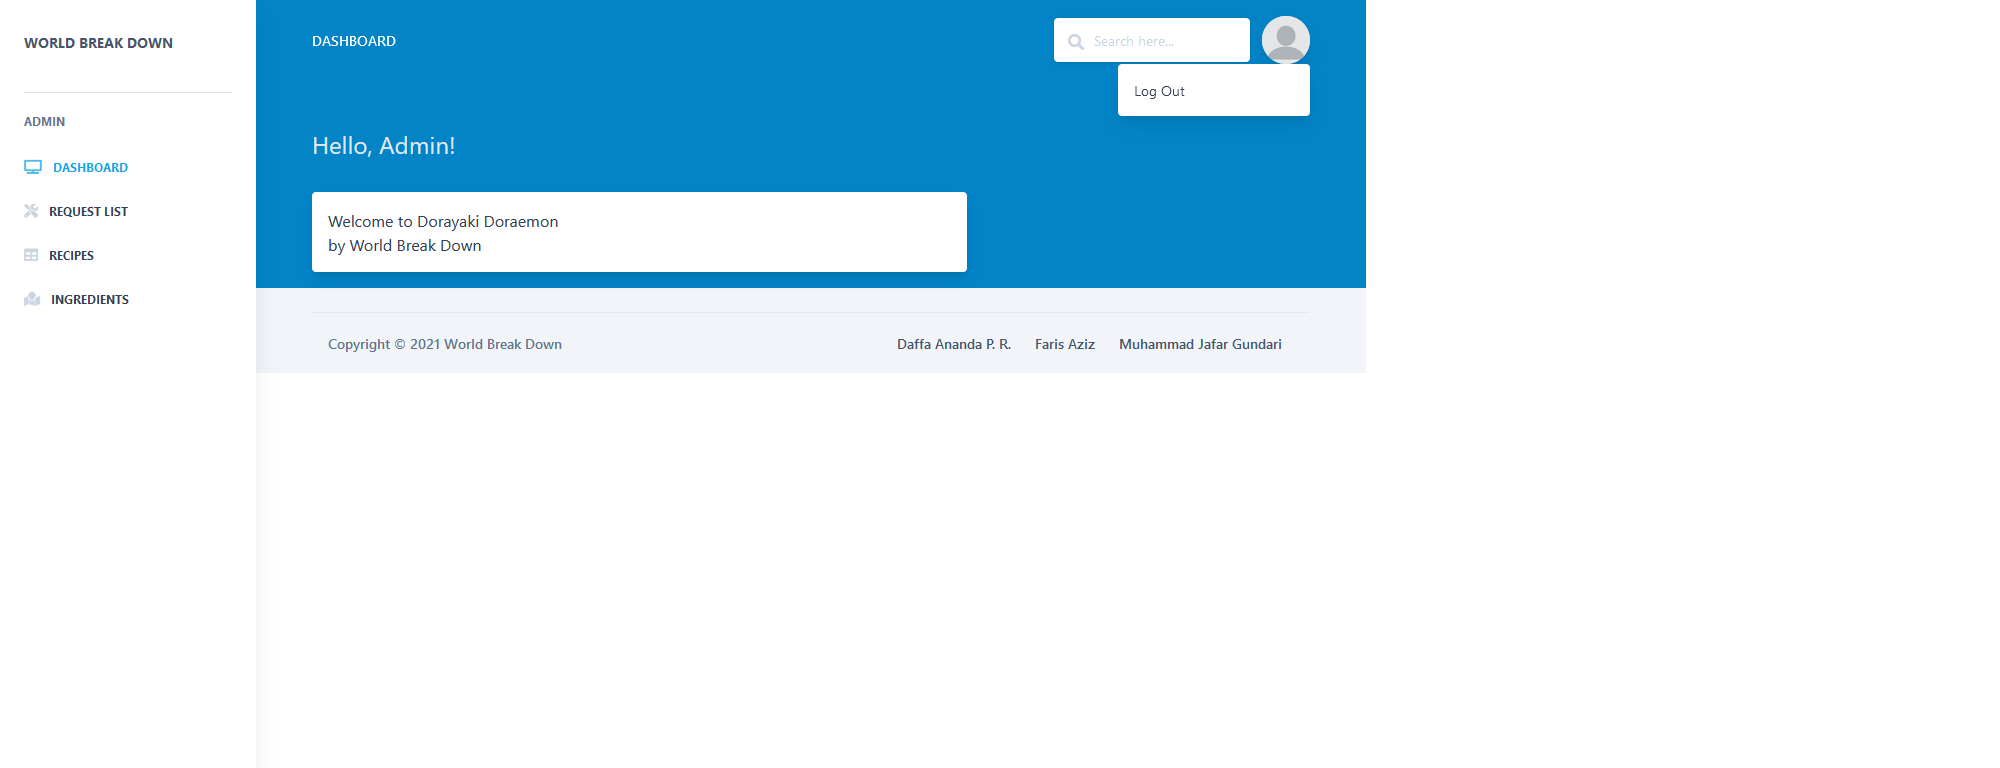 WORLD BREAK DOWN
ADMIN
DASHBOARD
REQUEST LIST
RECIPES
INGREDIENTS
DASHBOARD
Search here...
Log Out
Hello, Admin!
Welcome to Dorayaki Doraemon
by World Break Down
Copyright © 2021 World Break Down
Daffa Ananda P. R. Faris Aziz Muhammad Jafar Gundari